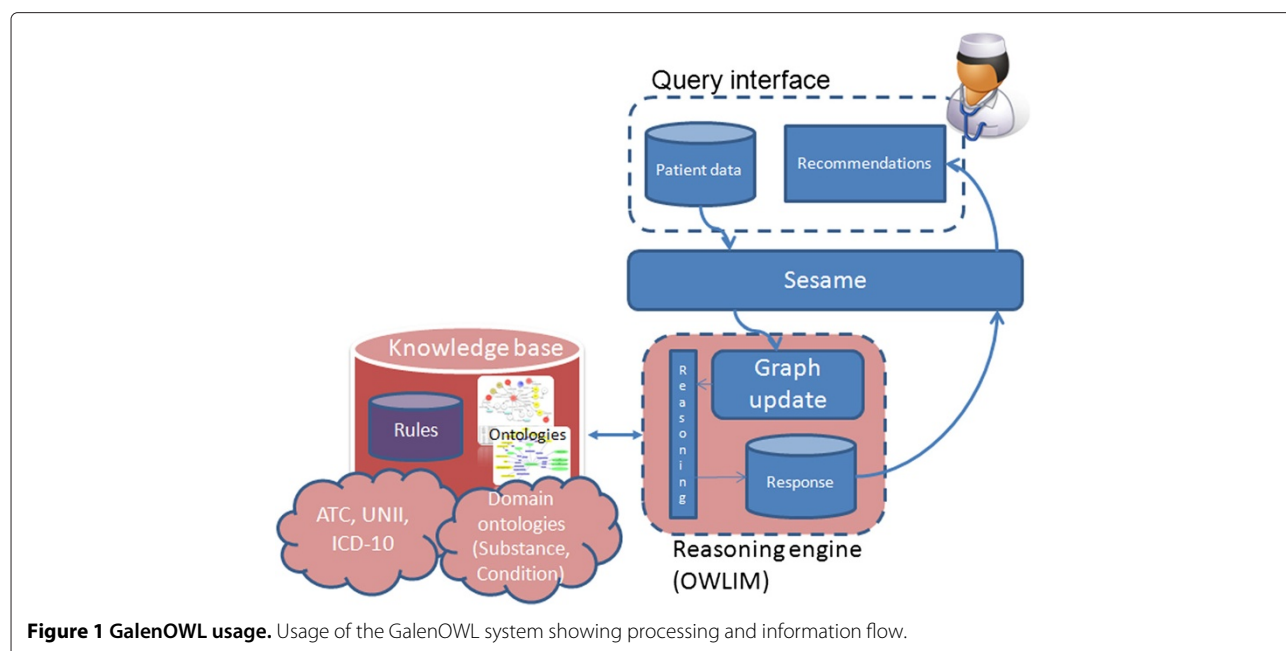 Query interface
Patient data
Recommendations
Sesame
Knowledge base
Rules
Ontologies
ATC, UNII,
ICD-10
Domain
ontologies
(Substance,
Condition)
Reasoning
Graph
update
Response
Reasoning engine
(OWLIM)
Figure 1 GalenOWL usage. Usage of the GalenOWL system showing processing and information flow.